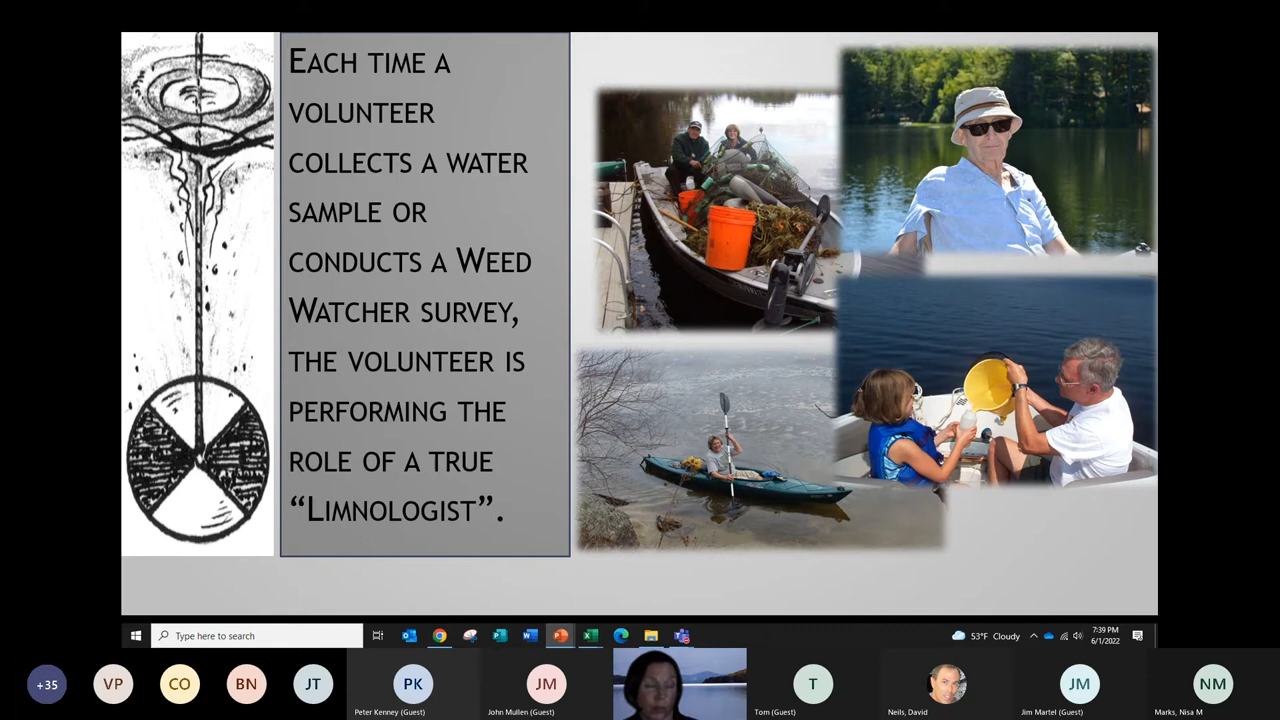 EACH TIME A
VOLUNTEER
COLLECTS A WATER
SAMPLE OR
CONDUCTS A WEED
WATCHER SURVEY,
THE VOLUNTEER IS
PERFORMING THE
ROLE OF A TRUE
“LIMNOLOGIST”.
Type here to search
53°F Cloudy
7:39 PM
6/1/2022
+35
VP
CO
BN
JT
PK
JM
T
JM
NM
Peter Kenney (Guest)
John Mullen (Guest)
Tom (Guest)
Neils, David
Jim Martel (Guest)
Marks, Nisa M